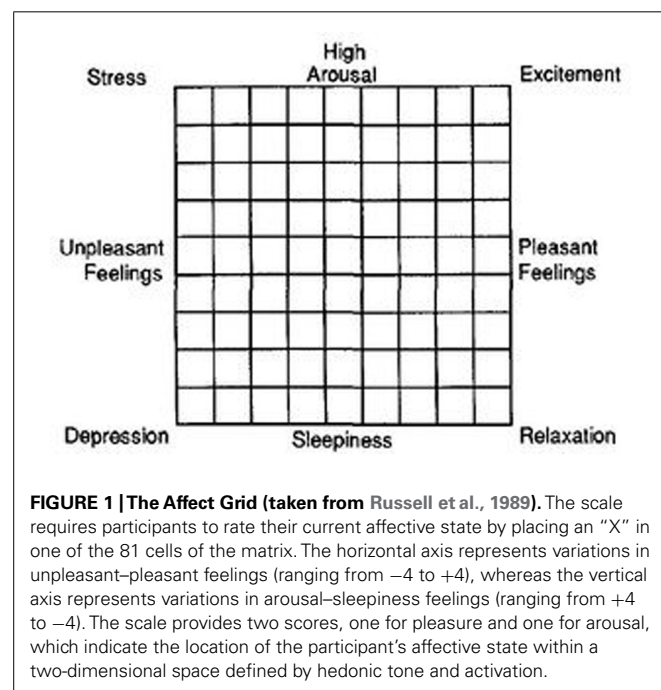 High
Stress Arousal Excitement
Unpleasant Pleasant
Feelings Feelings
Depression Sleepiness Relaxation
FIGURE 1 | The Affect Grid (taken from Russell et al., 1989). The scale
requires participants to rate their current affective state by placing an “X” in
one of the 81 cells of the matrix. The horizontal axis represents variations in
unpleasant–pleasant feelings (ranging from −4 to +4), whereas the vertical
axis represents variations in arousal–sleepiness feelings (ranging from +4
to −4). The scale provides two scores, one for pleasure and one for arousal,
which indicate the location of the participant’s affective state within a
two-dimensional space defined by hedonic tone and activation.